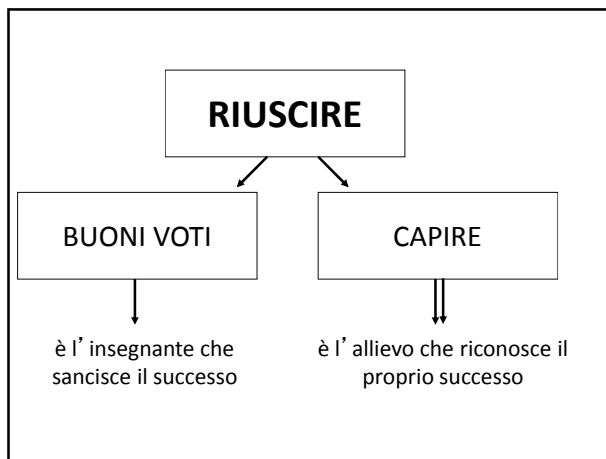 RIUSCIRE
BUONI VOTI
CAPIRE
è l’insegnante che
sancisce il successo
è l’allievo che riconosce il
proprio successo